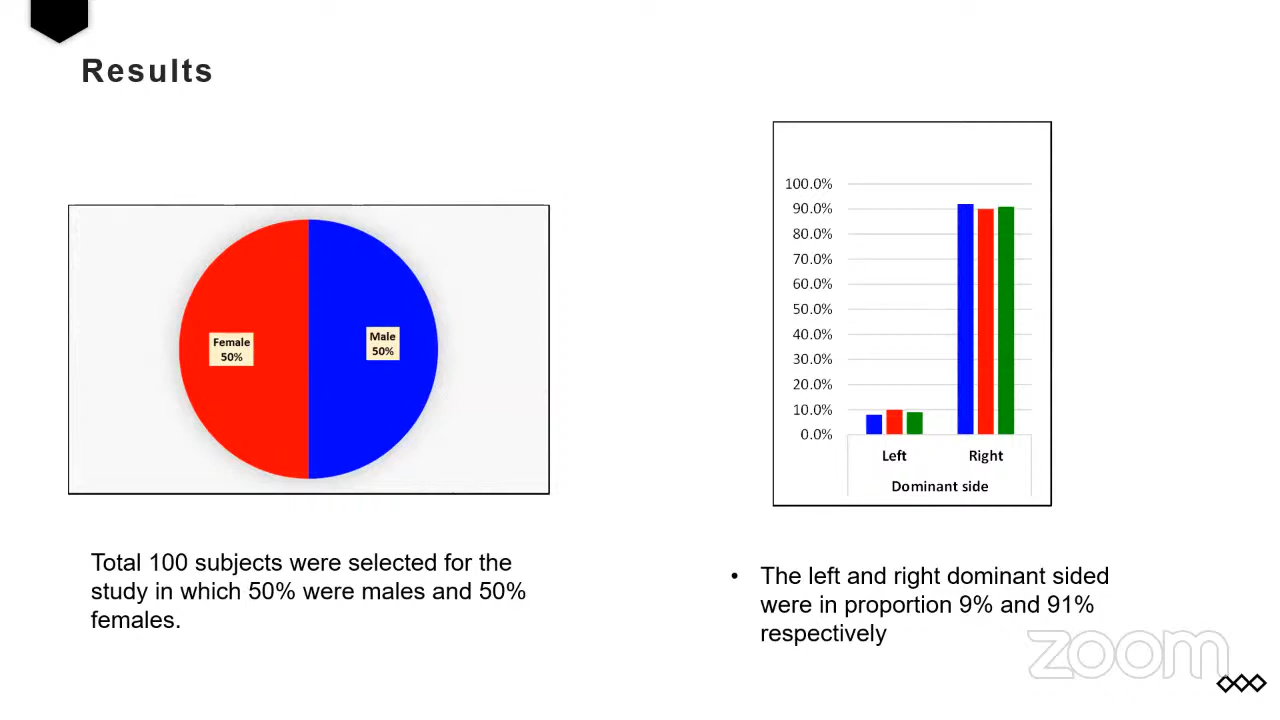 Results
Female
50%
Male
50%
Total 100 subjects were selected for the
study in which 50% were males and 50%
females.
100.0%
90.0%
80.0%
70.0%
60.0%
50.0%
40.0%
30.0%
20.0%
10.0%
0.0%
Left Right
Dominant side
• The left and right dominant sided
were in proportion 9% and 91%
respectively
zoom